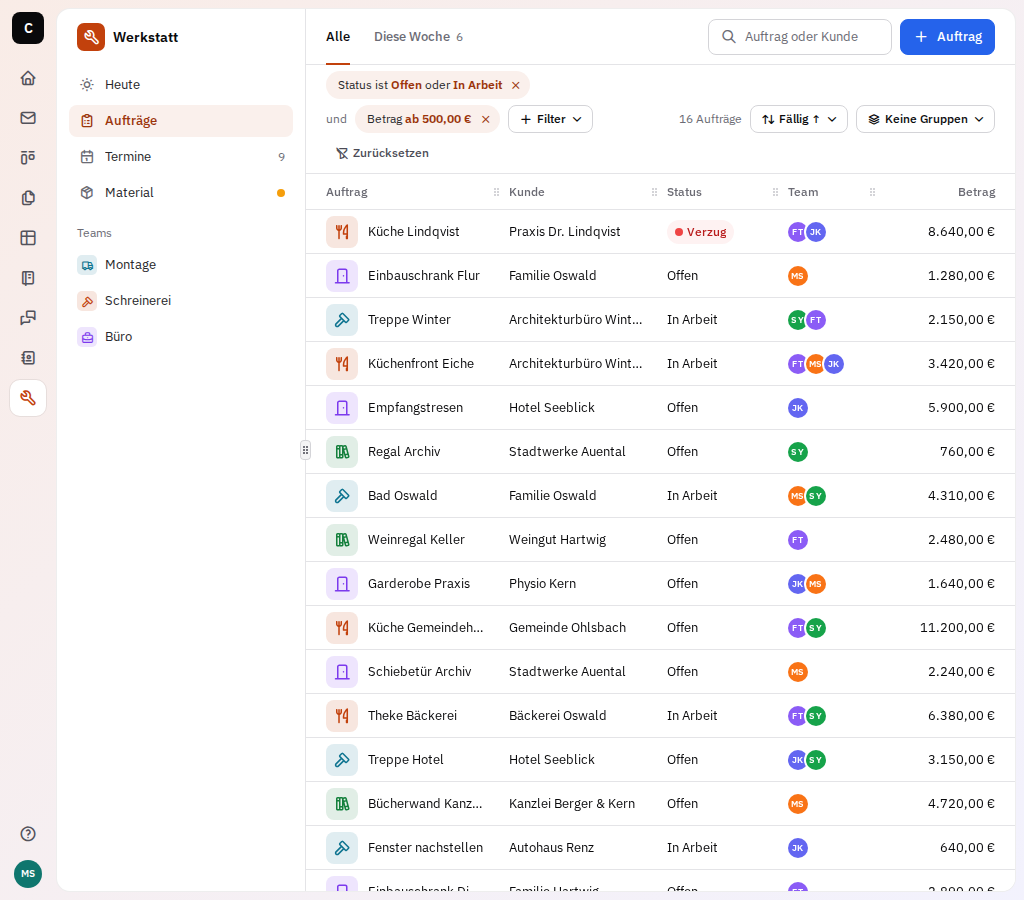 C
Werkstatt
Heute
Aufträge
Termine 9
Material
Teams
Montage
Schreinerei
Büro
MS
Alle Diese Woche 6
Auftrag oder Kunde
Auftrag
Status ist Offen oder In Arbeit
und Betrag ab 500,00 € Filter 16 Aufträge Fällig ↑ Keine Gruppen
Zurücksetzen
Auftrag Kunde Status Team Betrag
Küche Lindqvist Praxis Dr. Lindqvist Verzug FT JK 8.640,00 €
Einbauschrank Flur Familie Oswald Offen MS 1.280,00 €
Treppe Winter Architekturbüro Wint… In Arbeit SY FT 2.150,00 €
Küchenfront Eiche Architekturbüro Wint… In Arbeit FT MS JK 3.420,00 €
Empfangstresen Hotel Seeblick Offen JK 5.900,00 €
Regal Archiv Stadtwerke Auental Offen SY 760,00 €
Bad Oswald Familie Oswald In Arbeit MS SY 4.310,00 €
Weinregal Keller Weingut Hartwig Offen FT 2.480,00 €
Garderobe Praxis Physio Kern Offen JK MS 1.640,00 €
Küche Gemeindeh… Gemeinde Ohlsbach Offen FT SY 11.200,00 €
Schiebetür Archiv Stadtwerke Auental Offen MS 2.240,00 €
Theke Bäckerei Bäckerei Oswald In Arbeit FT SY 6.380,00 €
Treppe Hotel Hotel Seeblick Offen JK SY 3.150,00 €
Bücherwand Kanz… Kanzlei Berger & Kern Offen MS 4.720,00 €
Fenster nachstellen Autohaus Renz In Arbeit JK 640,00 €
Einbauschrank Di… Familie Hartwig Offen FT